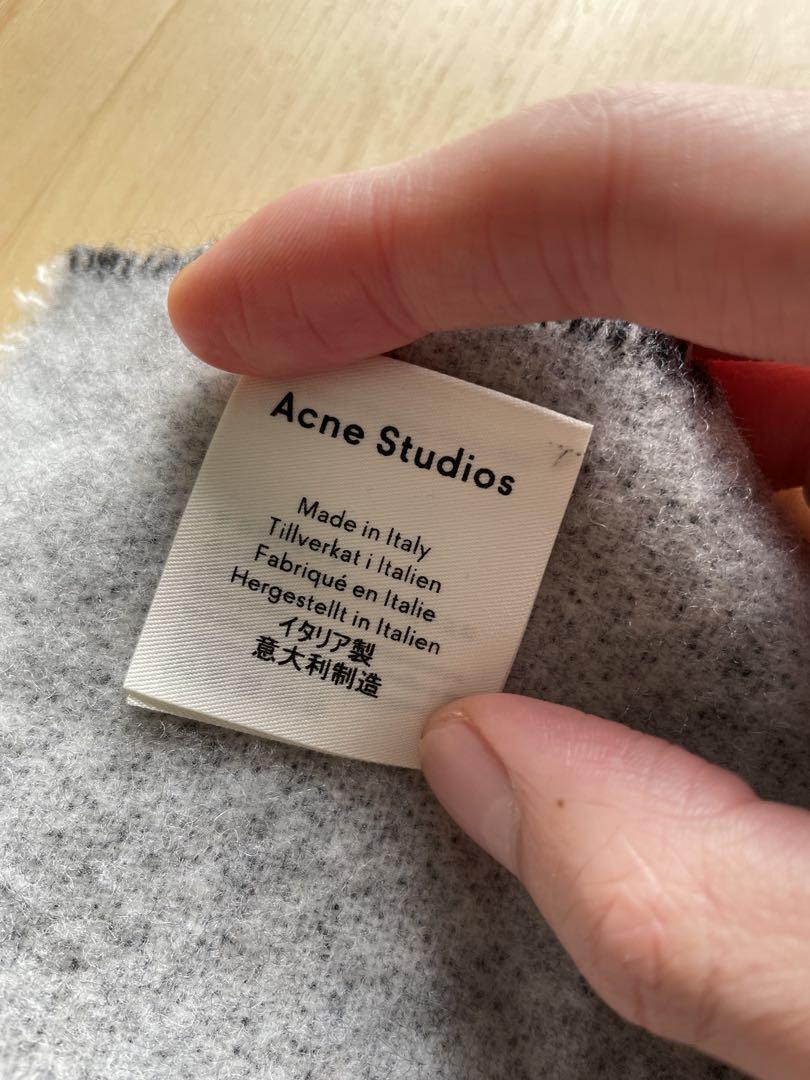 Acne Studios
Made in Italy
Tillverkat i Italien
Fabriqué en Italie
Hergestellt in Italien
イタリア製
意大利制造